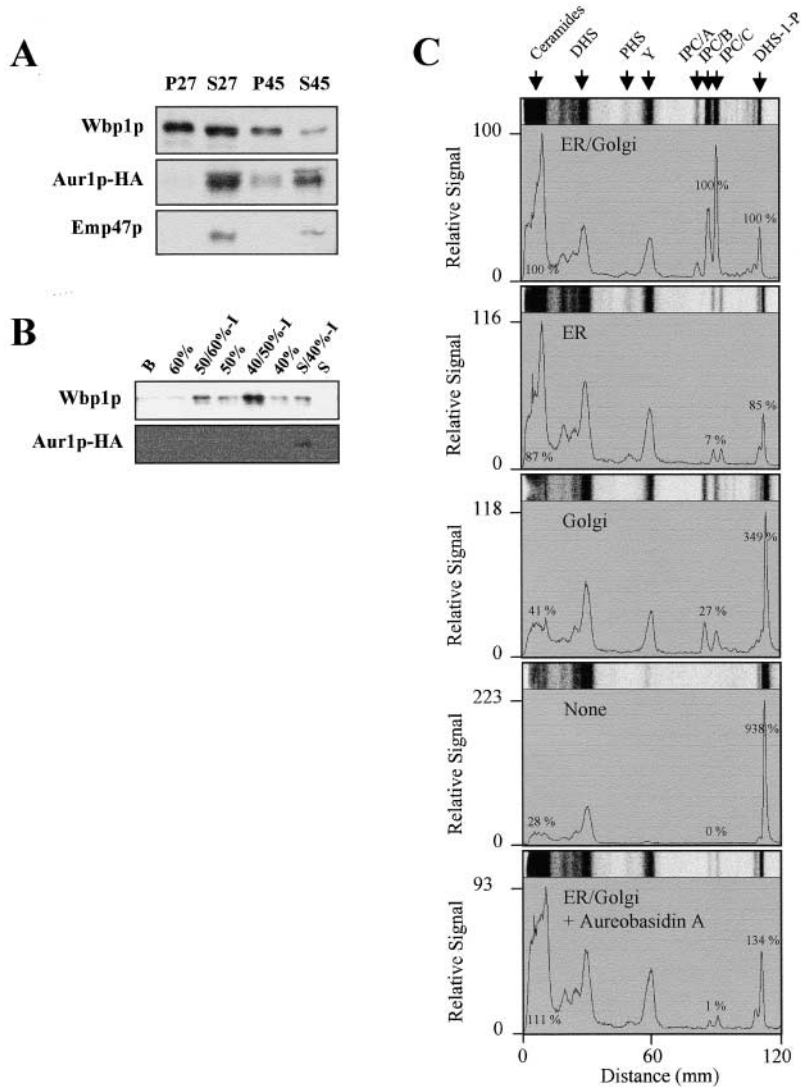 A
P27 S27 P45 S45
Wbp1p
Aur1p-HA
Emp47p
B
B 60% 50/60%-I 50% 40/50%-I 40% S/40%-I S
Wbp1p
Aur1p-HA
C
Ceramides DHS PHS Y IPC/A IPC/B IPC/C DHS-1-P
Relative Signal
100
0
ER/Golgi
100 %
100 %
100 %
Relative Signal
116
0
ER
87 %
7 %
85 %
Relative Signal
118
0
Golgi
41 %
27 %
349 %
Relative Signal
223
0
None
28 %
0 %
938 %
Relative Signal
93
0
ER/Golgi
+ Aureobasidin A
111 %
1 %
134 %
0 60 120
Distance (mm)